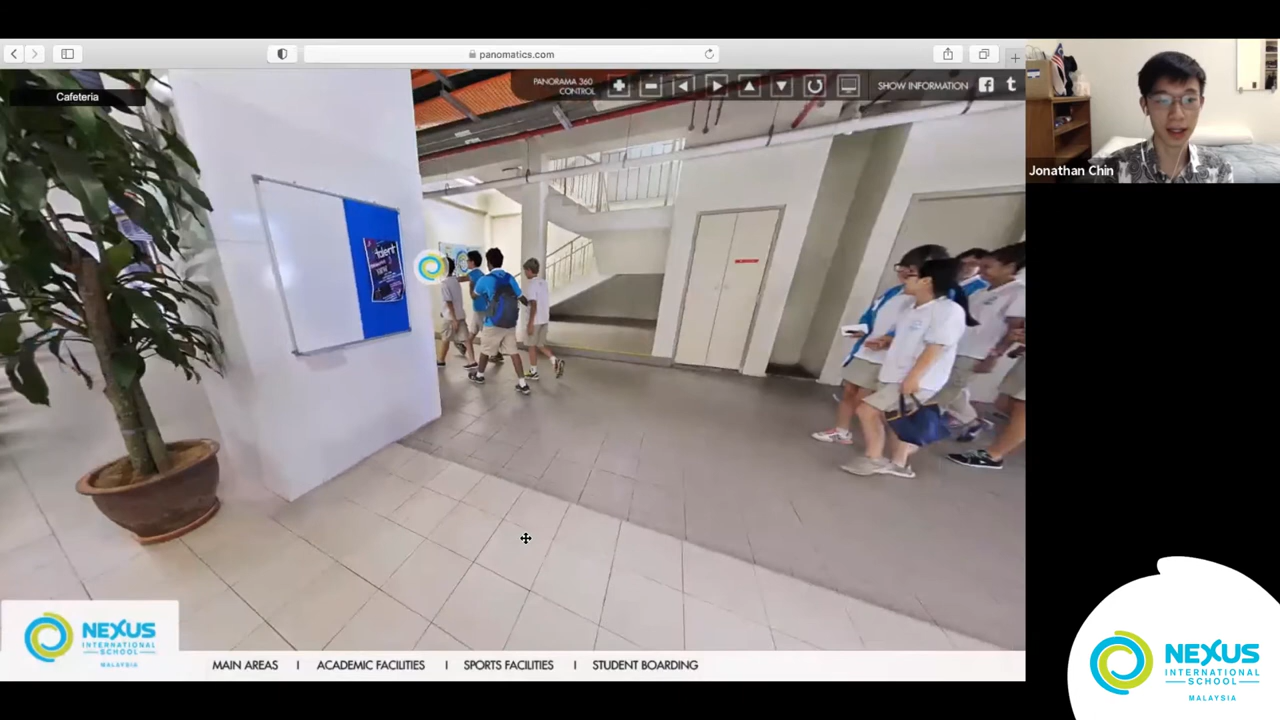 panomatics.com
Cafeteria
PANORAMA 360
CONTROL
SHOW INFORMATION
Jonathan Chin
talent
NEXUS
INTERNATIONAL
SCHOOL
MALAYSIA
MAIN AREAS I ACADEMIC FACILITIES I SPORTS FACILITIES I STUDENT BOARDING
NEXUS
INTERNATIONAL
SCHOOL
MALAYSIA